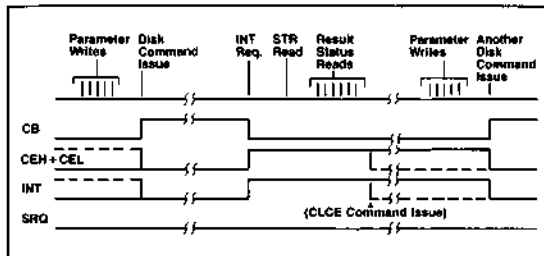 Parameter
Writes
Disk
Command
Issue
INT
Req.
STR
Read
Result
Status
Reads
Parameter
Writes
Another
Disk
Command
Issue
CB
CEH + CEL
INT
(CLCE Command Issue)
SRQ